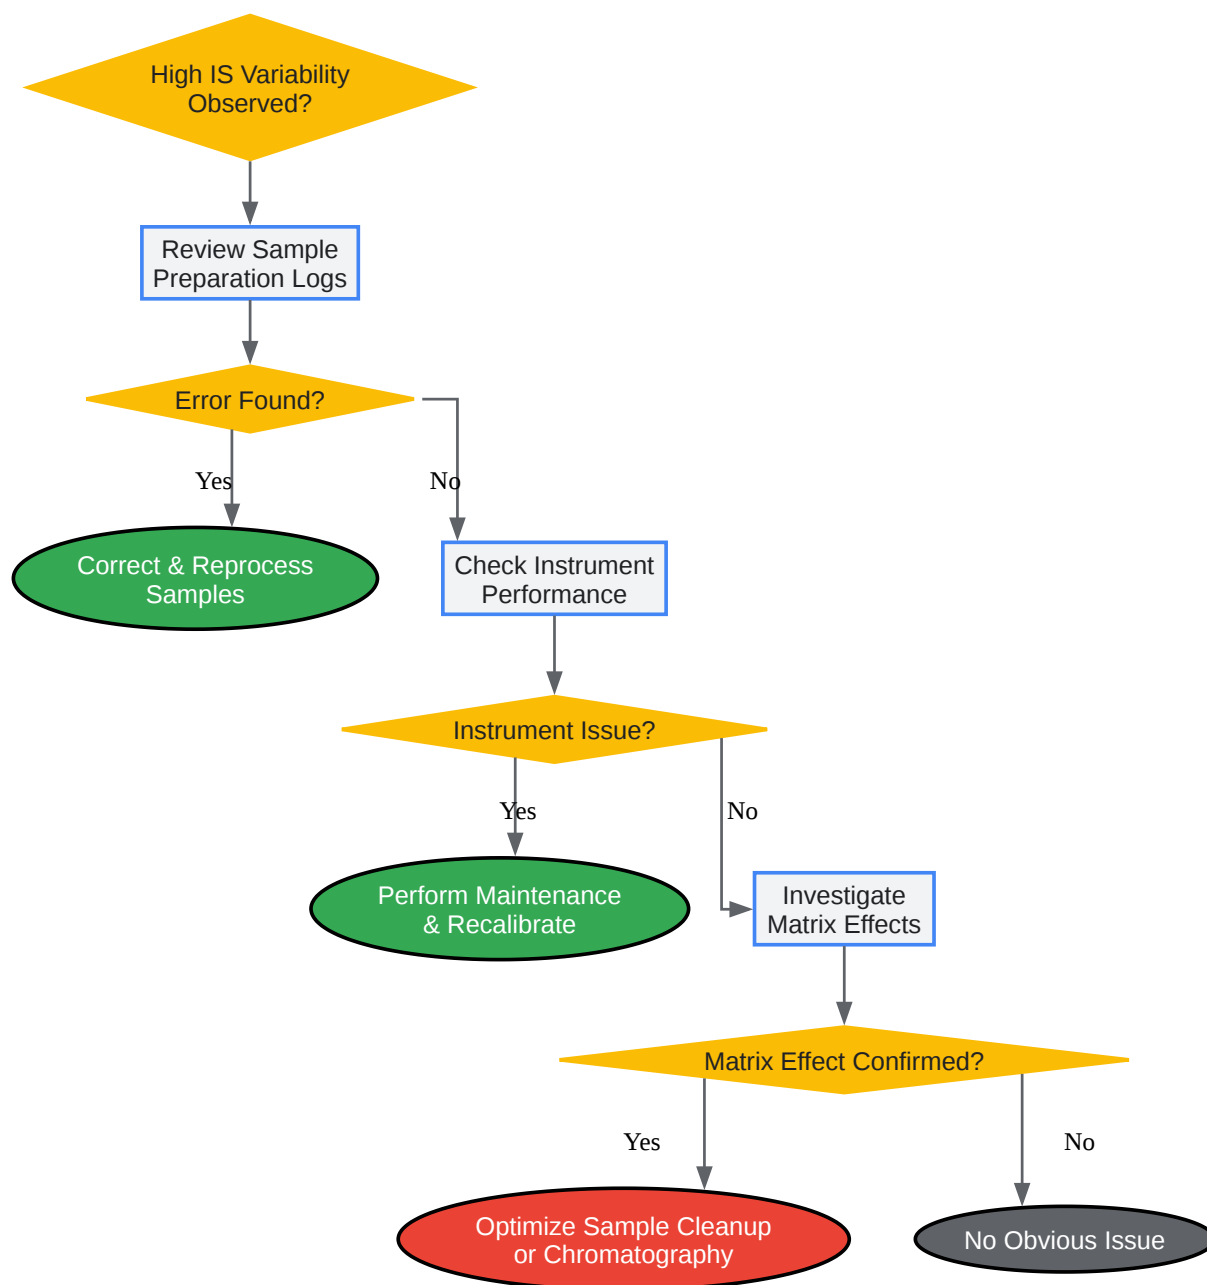 High IS Variability
Observed?
Review Sample
Preparation Logs
Error Found?
Yes
No
Correct & Reprocess
Samples
Check Instrument
Performance
Instrument Issue?
Yes
No
Perform Maintenance
& Recalibrate
Investigate
Matrix Effects
Matrix Effect Confirmed?
Yes
No
Optimize Sample Cleanup
or Chromatography
No Obvious Issue